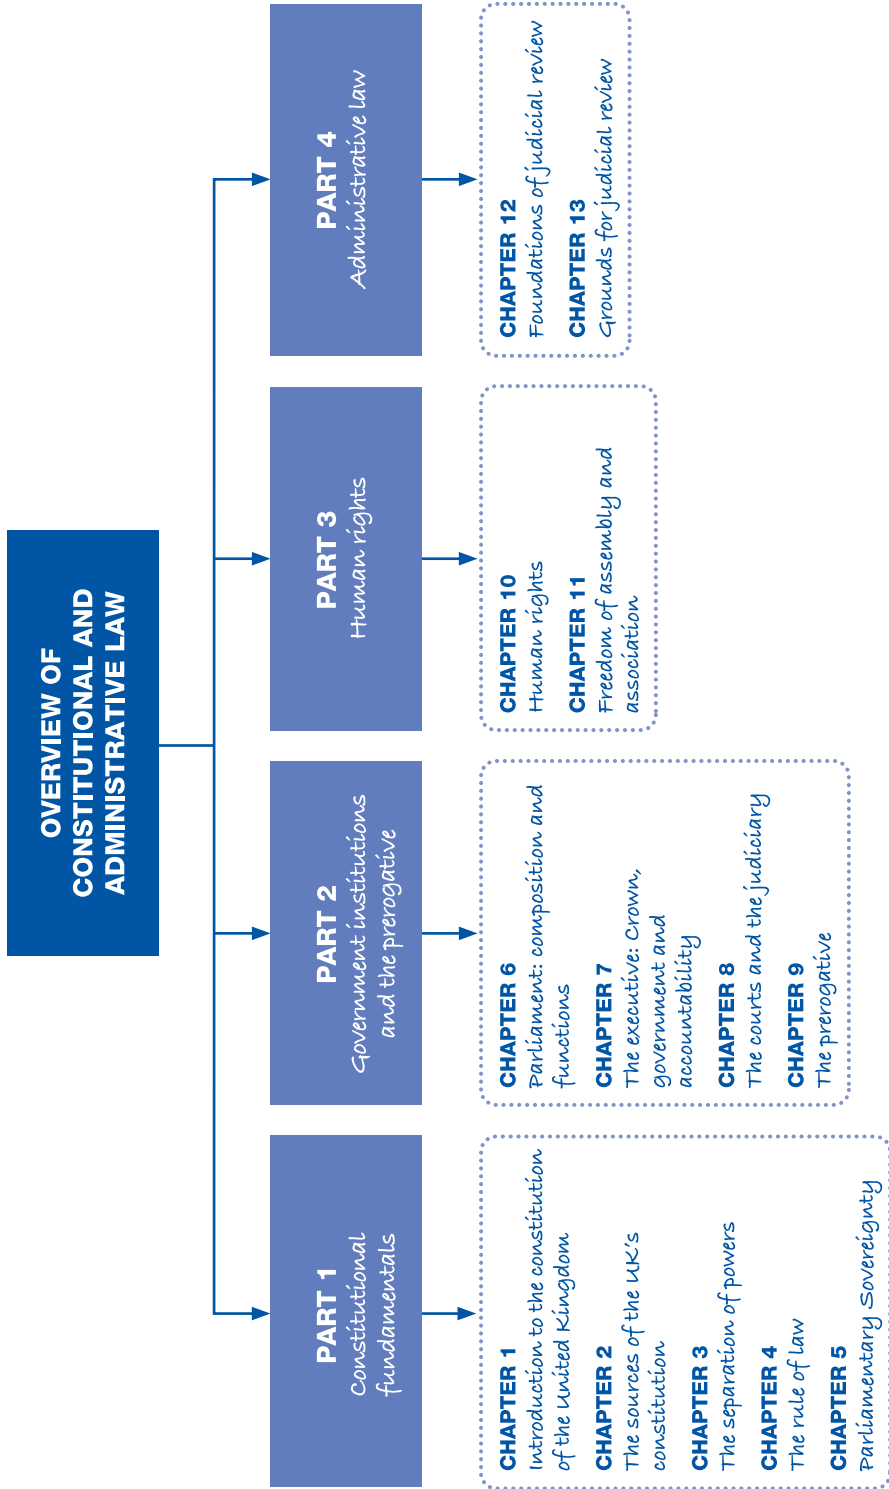 OVERVIEW OF
CONSTITUTIONAL AND
ADMINISTRATIVE LAW
PART 1
Constitutional
fundamentals
CHAPTER 1
Introduction to the constitution
of the United Kingdom
CHAPTER 2
The sources of the UK's
constitution
CHAPTER 3
The separation of powers
CHAPTER 4
The rule of law
CHAPTER 5
Parliamentary Sovereignty
PART 2
Government institutions
and the prerogative
CHAPTER 6
Parliament: composition and
functions
CHAPTER 7
The executive: Crown,
government and
accountability
CHAPTER 8
The courts and the judiciary
CHAPTER 9
The prerogative
PART 3
Human rights
CHAPTER 10
Human rights
CHAPTER 11
Freedom of assembly and
association
PART 4
Administrative law
CHAPTER 12
Foundations of judicial review
CHAPTER 13
Grounds for judicial review